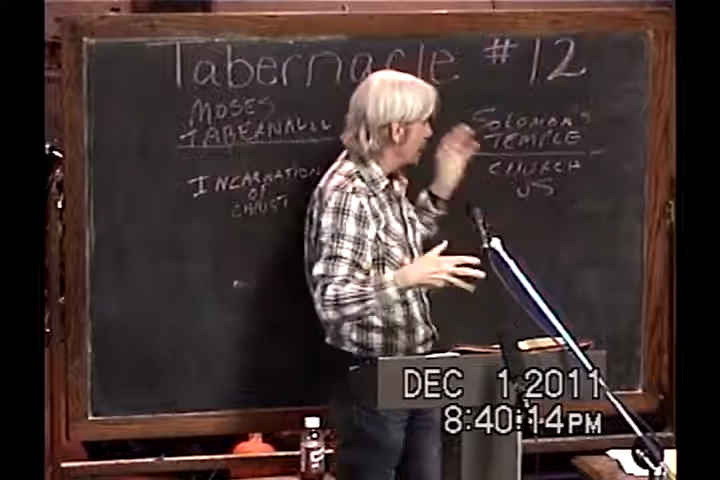 Tabernacle #12
MOSES
TABERNACLE
SOLOMON'S
TEMPLE
INCARNATION
OF
CHRIST
CHURCH
US
DEC 1 2011
8:40:14 PM